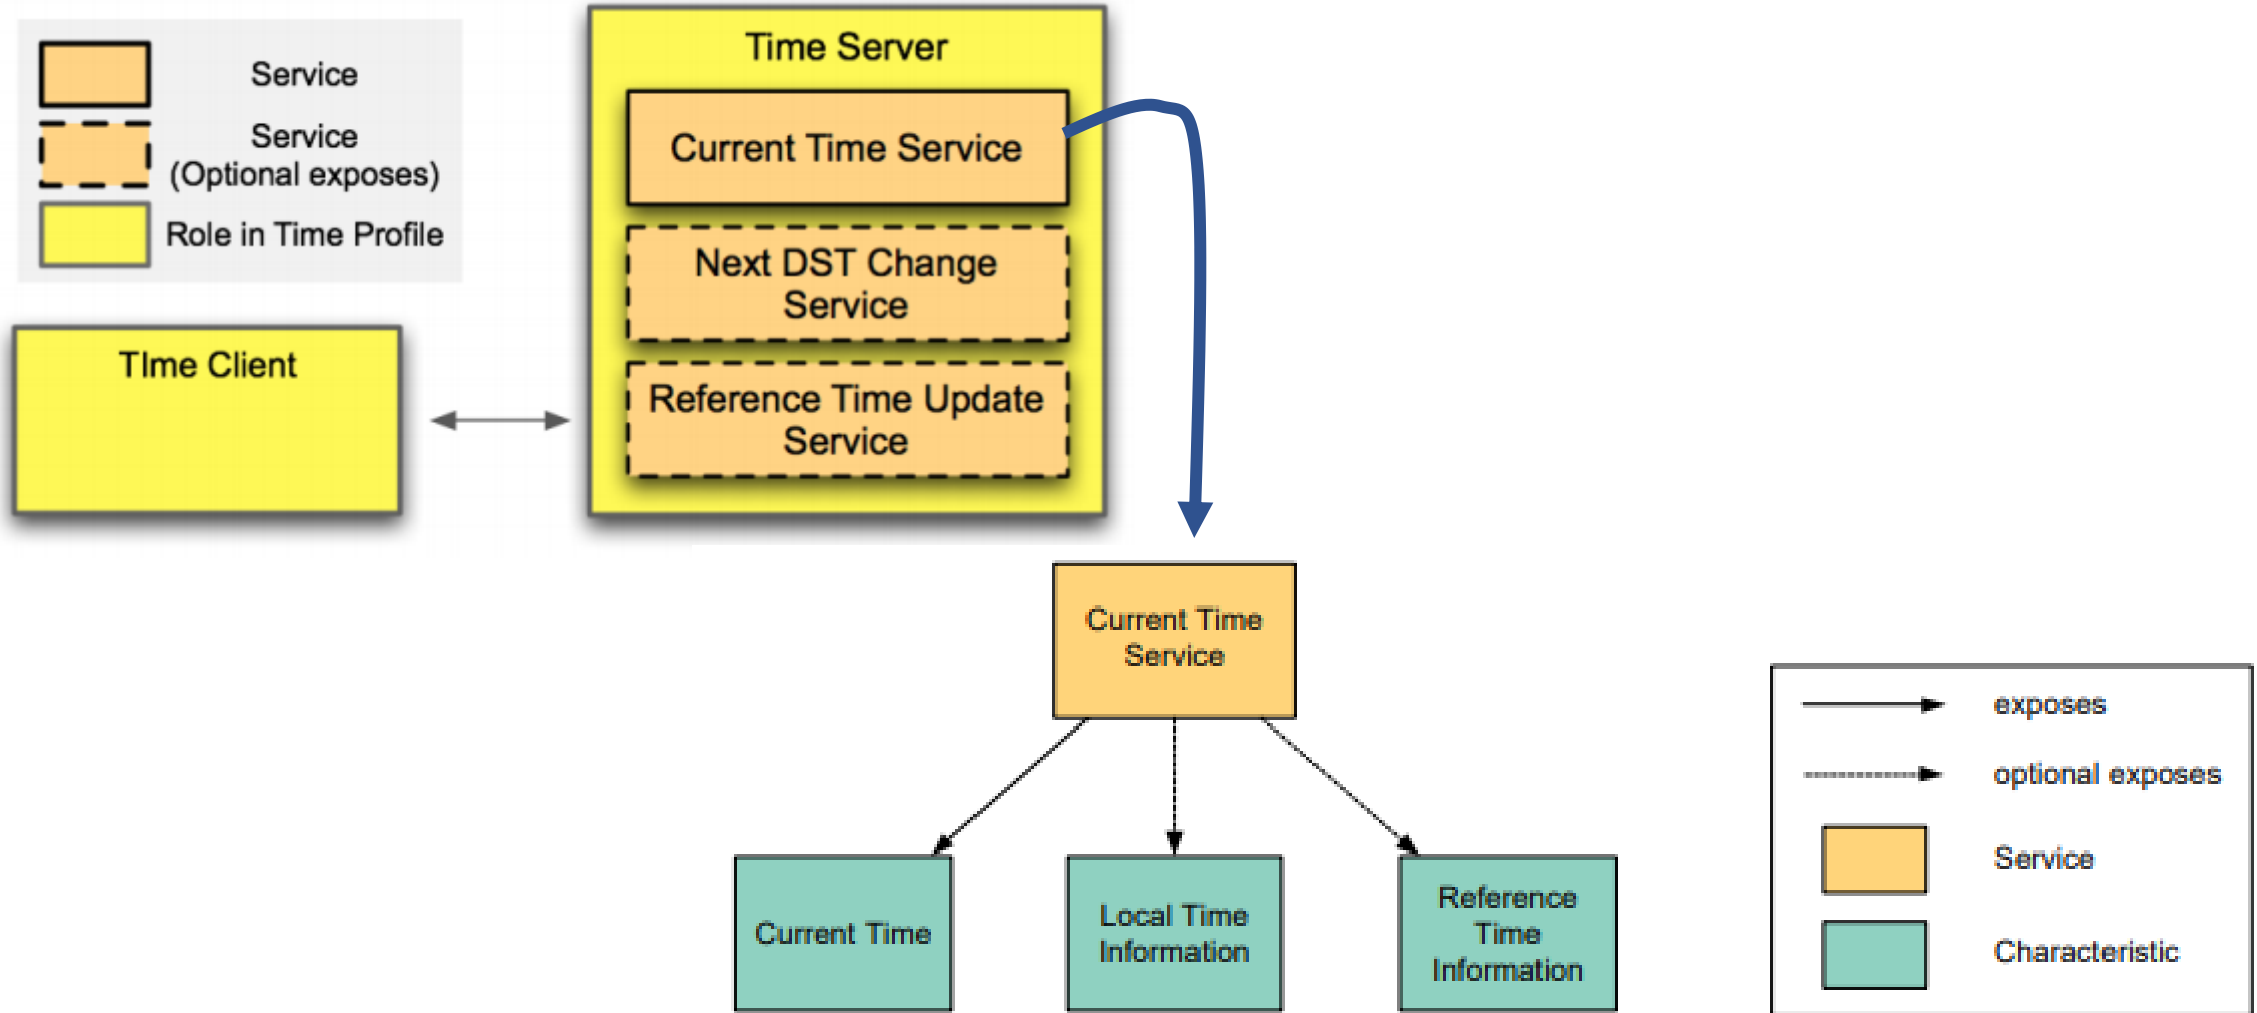 Service
Service
(Optional exposes)
Role in Time Profile
TIme Client
Time Server
Current Time Service
Next DST Change
Service
Reference Time Update
Service
Current Time
Service
Current Time
Local Time
Information
Reference
Time
Information
exposes
optional exposes
Service
Characteristic